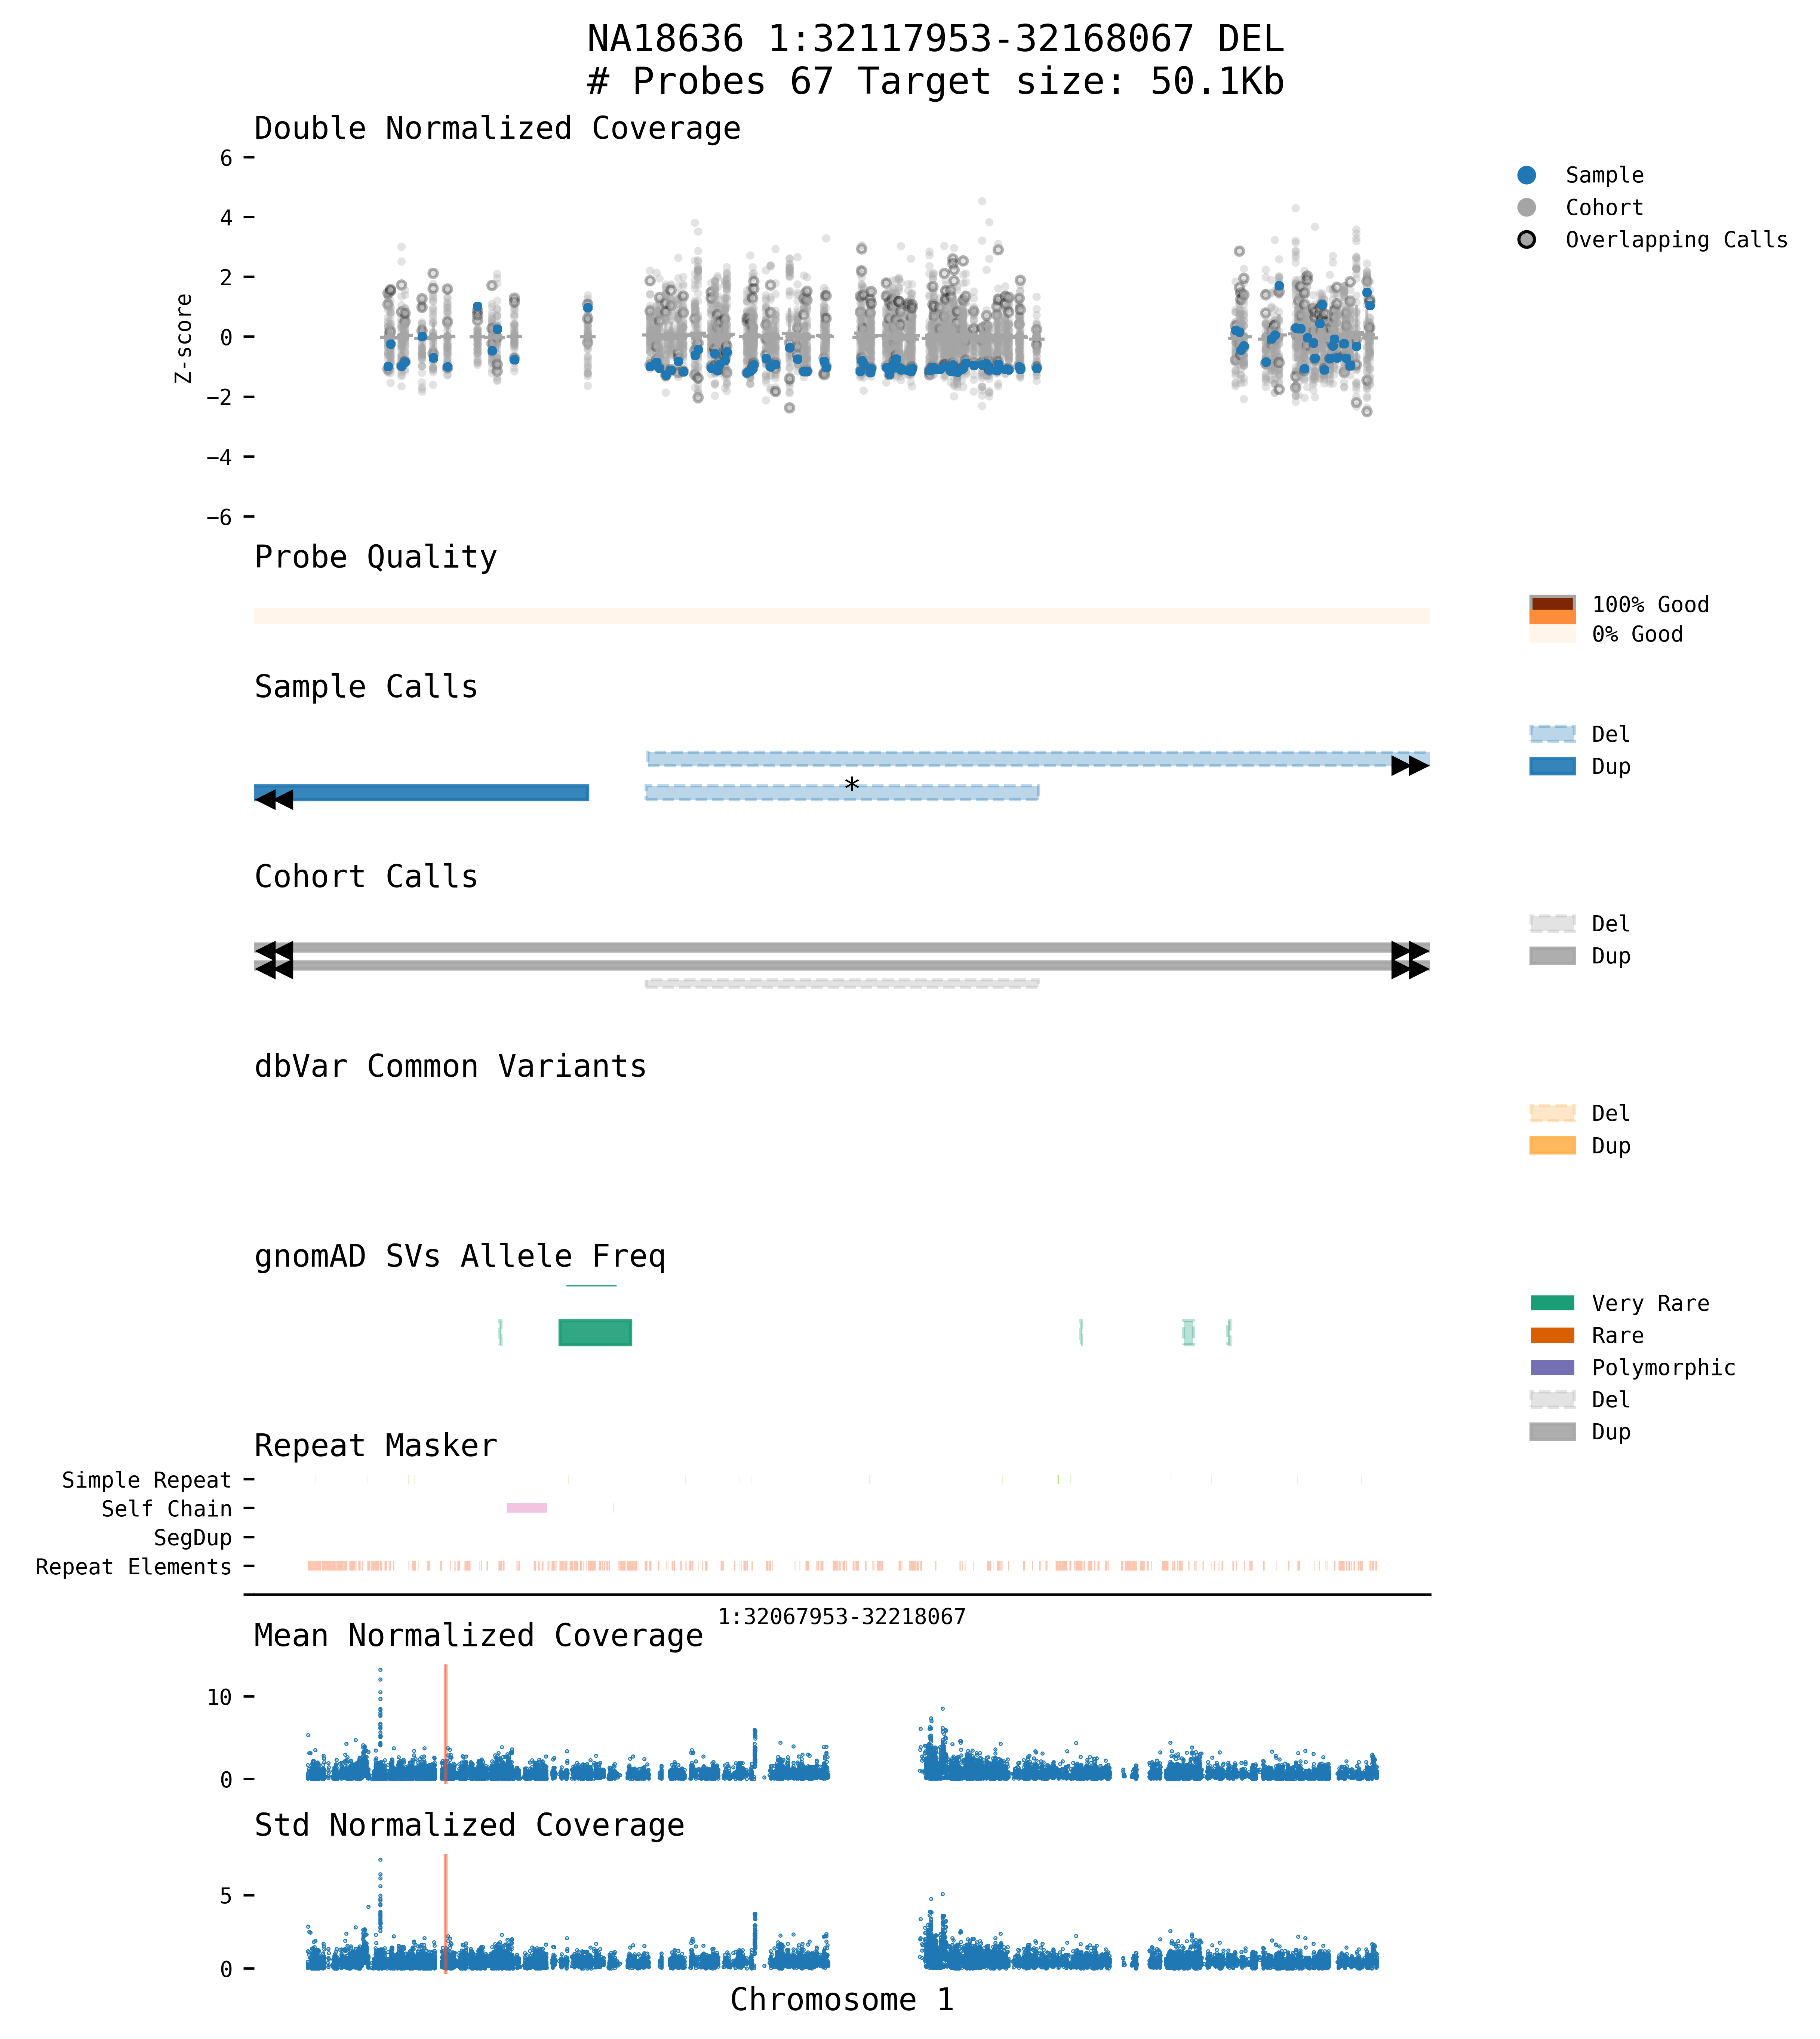 NA18636 1:32117953-32168067 DEL
# Probes 67 Target size: 50.1Kb
Double Normalized Coverage
6
4
2
0
−2
−4
−6
Z-score
Sample
Cohort
Overlapping Calls
Probe Quality
100% Good
0% Good
Sample Calls
*
Del
Dup
Cohort Calls
Del
Dup
dbVar Common Variants
Del
Dup
gnomAD SVs Allele Freq
Very Rare
Rare
Polymorphic
Del
Dup
Repeat Masker
Simple Repeat
Self Chain
SegDup
Repeat Elements
1:32067953-32218067
Mean Normalized Coverage
10
0
Std Normalized Coverage
5
0
Chromosome 1